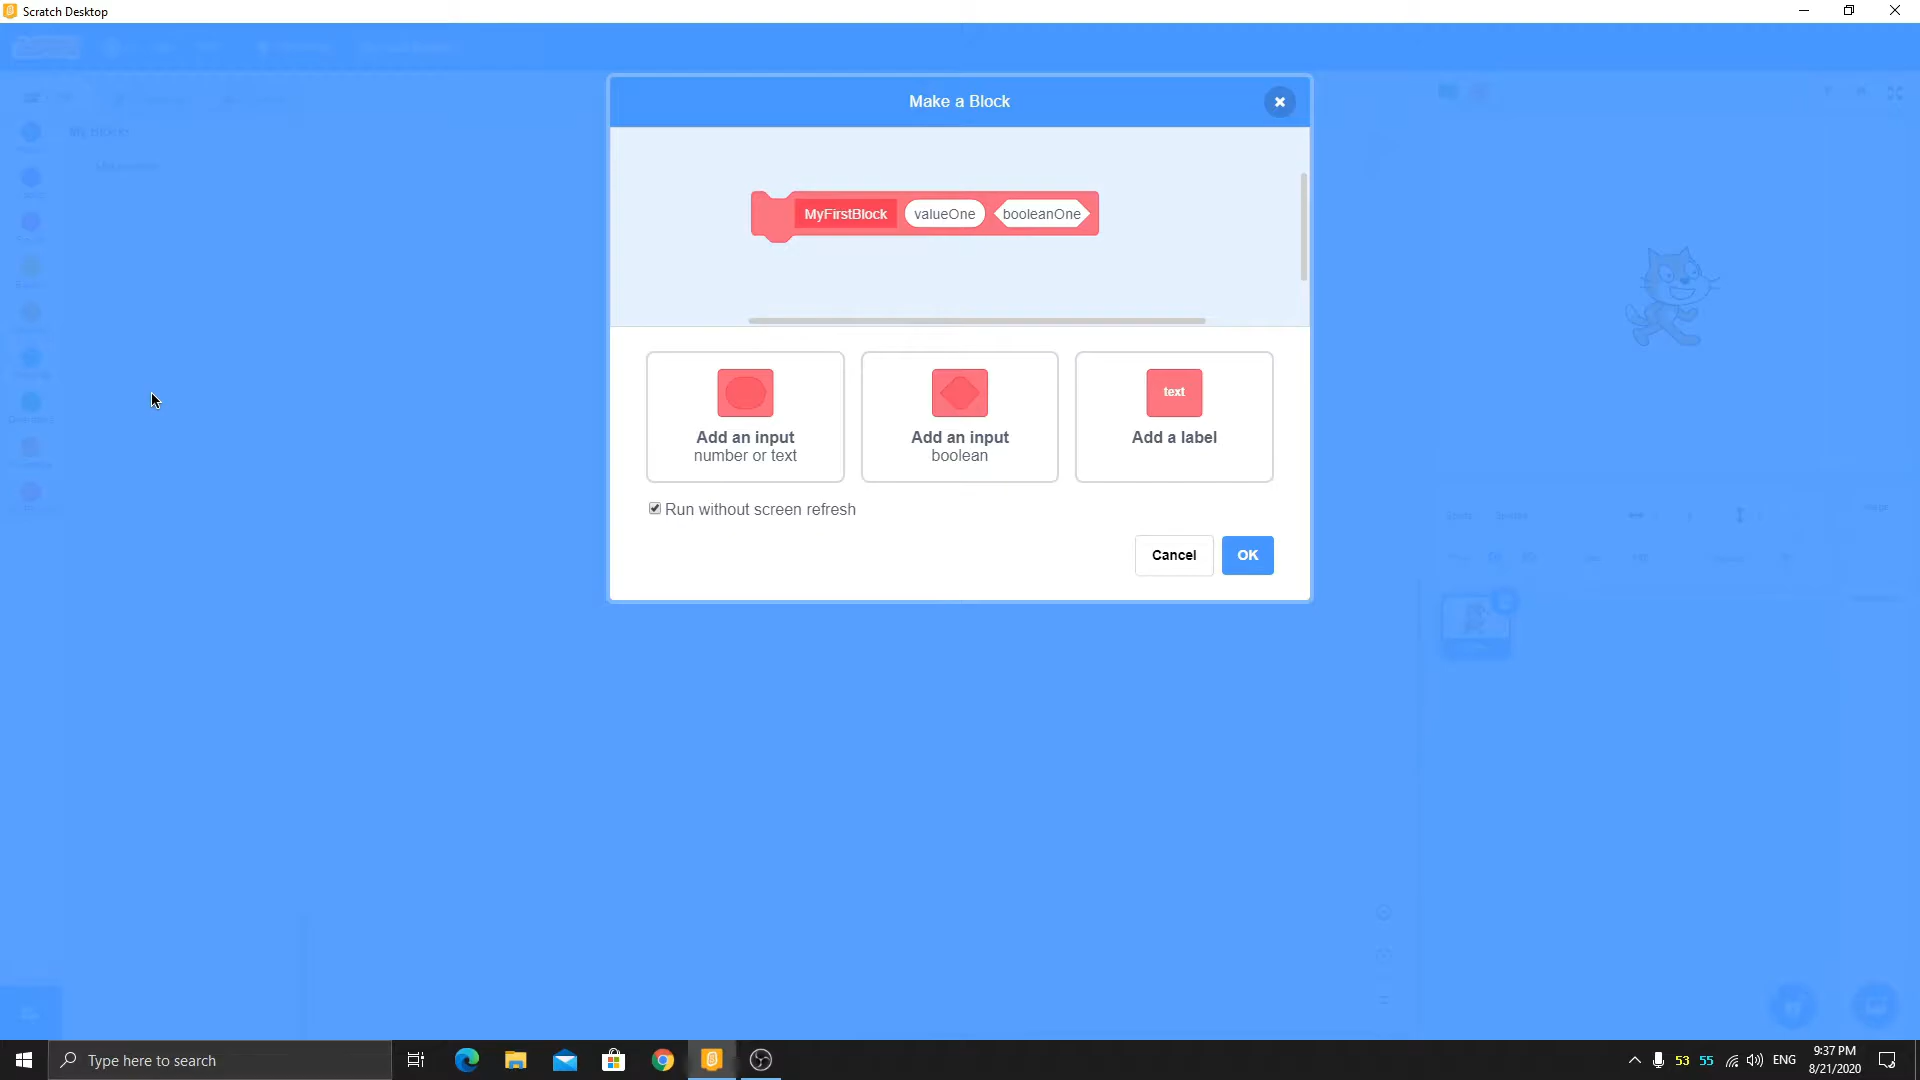 Scratch Desktop
Make a Block
My Blocks
MyFirstBlock valueOne booleanOne
text
Add an input
number or text
Add an input
boolean
Add a label
Run without screen refresh
Cancel
OK
Type here to search
53 55 ENG
9:37 PM
8/21/2020